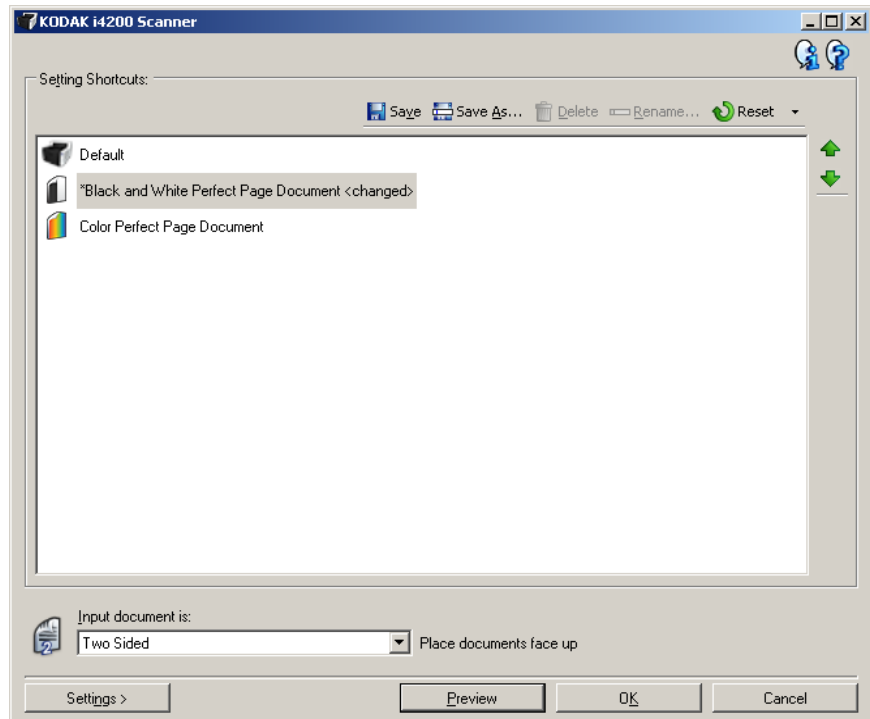 KODAK i4200 Scanner
Setting Shortcuts:
Save Save As... Delete Rename... Reset
Default
*Black and White Perfect Page Document <changed>
Color Perfect Page Document
Input document is:
2 Two Sided Place documents face up
Settings > Preview OK Cancel